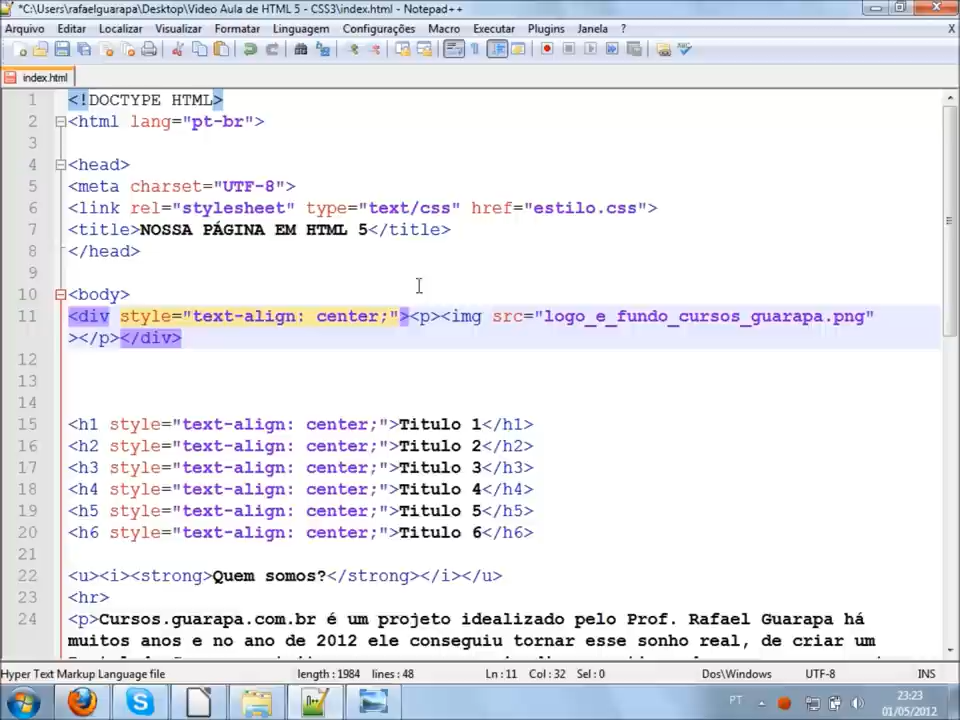 *C:\Users\rafaelguarapa\Desktop\Video Aula de HTML 5 - CSS3\index.html - Notepad++
Arquivo Editar Localizar Visualizar Formatar Linguagem Configurações Macro Executar Plugins Janela ? X
index.html
1 <!DOCTYPE HTML>
2 <html lang="pt-br">
3
4 <head>
5 <meta charset="UTF-8">
6 <link rel="stylesheet" type="text/css" href="estilo.css">
7 <title>NOSSA PÁGINA EM HTML 5</title>
8 </head>
9
10 <body>
11 <div style="text-align: center;"><p><img src="logo_e_fundo_cursos_guarapa.png"
></p></div>
12
13
14
15 <h1 style="text-align: center;">Titulo 1</h1>
16 <h2 style="text-align: center;">Titulo 2</h2>
17 <h3 style="text-align: center;">Titulo 3</h3>
18 <h4 style="text-align: center;">Titulo 4</h4>
19 <h5 style="text-align: center;">Titulo 5</h5>
20 <h6 style="text-align: center;">Titulo 6</h6>
21
22 <u><i><strong>Quem somos?</strong></i></u>
23 <hr>
24 <p>Cursos.guarapa.com.br é um projeto idealizado pelo Prof. Rafael Guarapa há
muitos anos e no ano de 2012 ele conseguiu tornar esse sonho real, de criar um
Hyper Text Markup Language file length : 1984 lines : 48 Ln : 11 Col : 32 Sel : 0 Dos\Windows UTF-8 INS
PT 23:23
01/05/2012